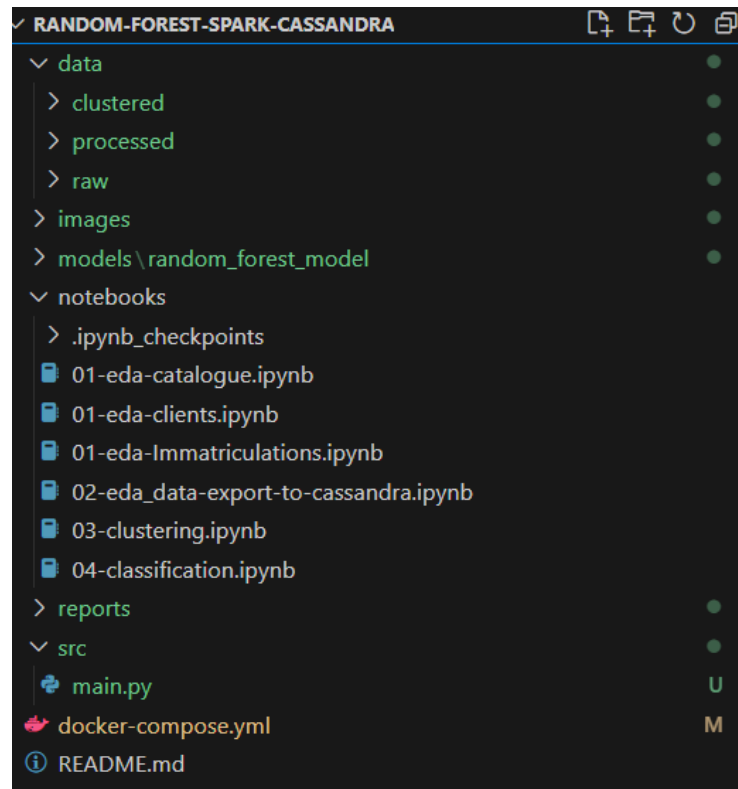 RANDOM-FOREST-SPARK-CASSANDRA
data
clustered
processed
raw
images
models\random_forest_model
notebooks
.ipynb_checkpoints
01-eda-catalogue.ipynb
01-eda-clients.ipynb
01-eda-Immatriculations.ipynb
02-eda_data-export-to-cassandra.ipynb
03-clustering.ipynb
04-classification.ipynb
reports
src
main.py U
docker-compose.yml M
README.md